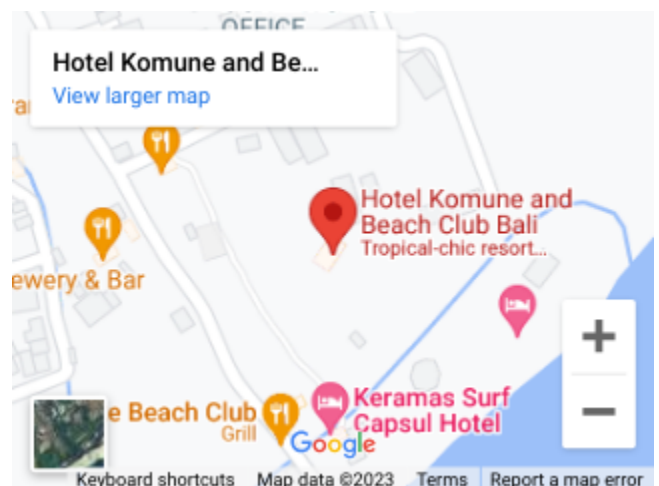 OFFICE
Hotel Komune and Be...
View larger map
Hotel Komune and
Beach Club Bali
Tropical-chic resort...
ewery & Bar
e Beach Club
Grill
Keramas Surf
Capsul Hotel
Google
Keyboard shortcuts
Map data ©2023
Terms
Report a map error